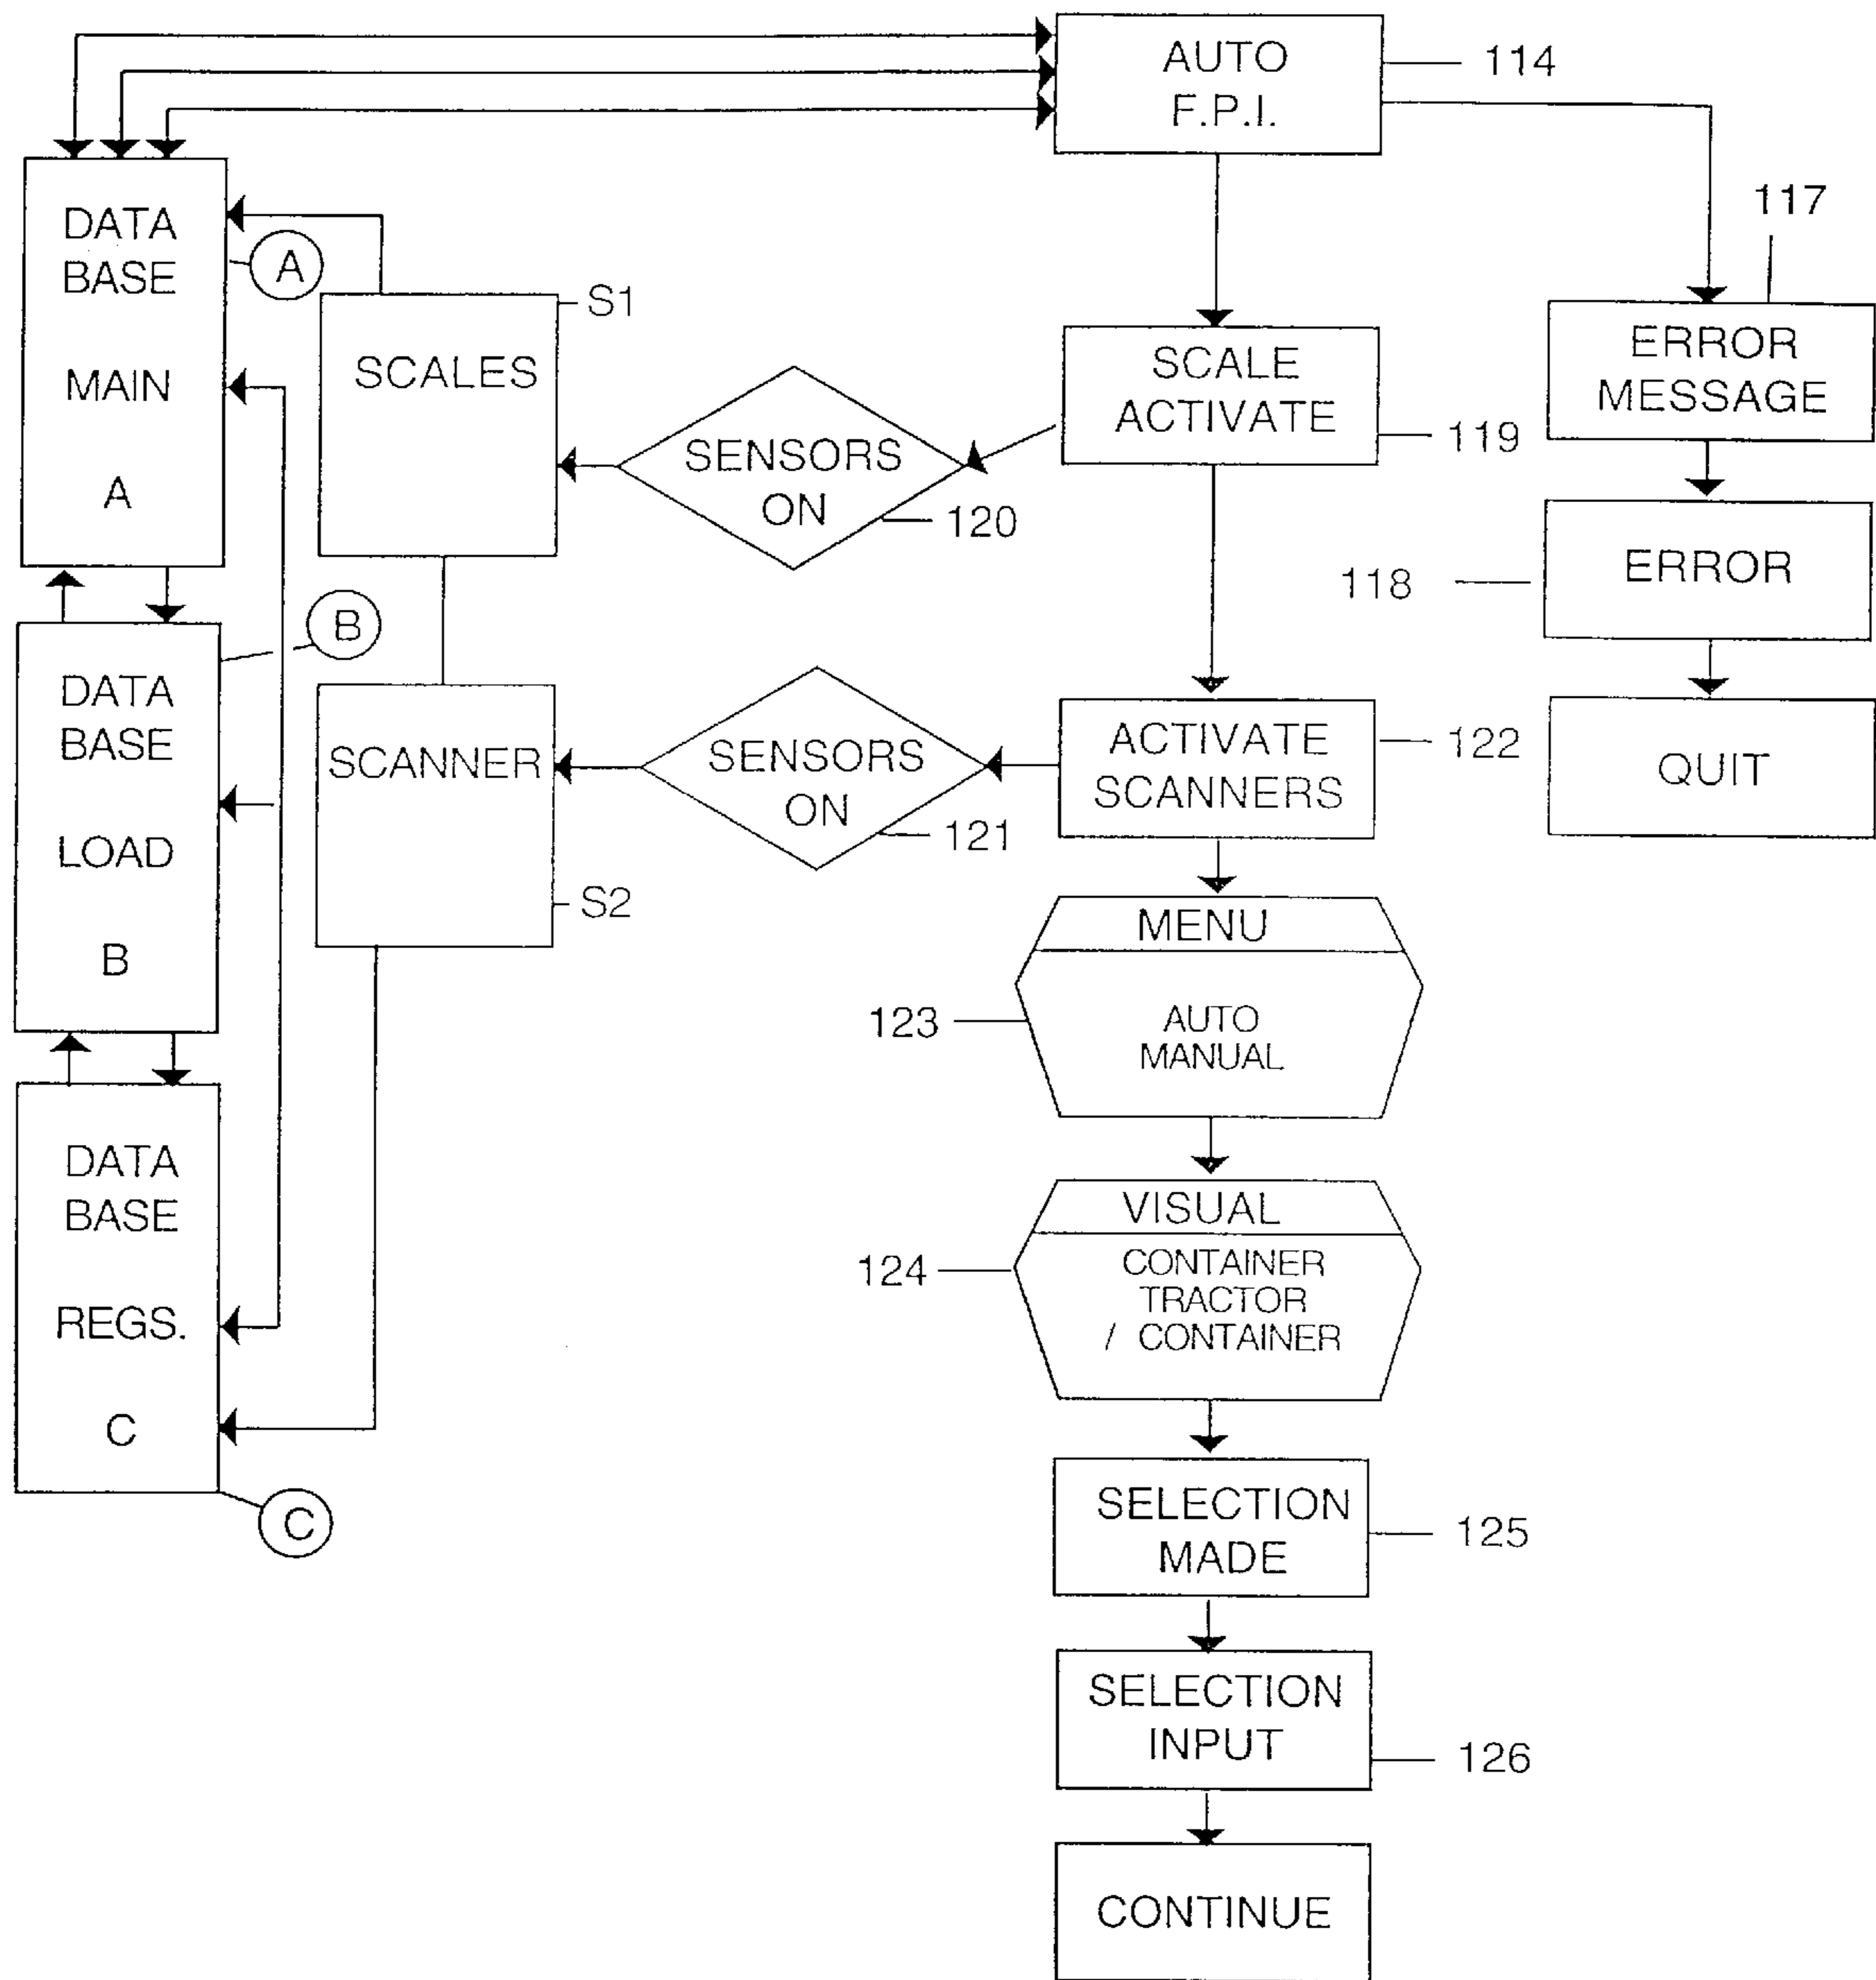 AUTO
F.P.I.
114
117
DATA
BASE
MAIN
A
A
SCALES
S1
SENSORS
ON
120
SCALE
ACTIVATE
119
ERROR
MESSAGE
118
ERROR
QUIT
DATA
BASE
LOAD
B
B
SCANNER
S2
SENSORS
ON
121
ACTIVATE
SCANNERS
122
MENU
AUTO
MANUAL
123
VISUAL
CONTAINER
TRACTOR
/ CONTAINER
124
DATA
BASE
REGS.
C
C
SELECTION
MADE
125
SELECTION
INPUT
126
CONTINUE